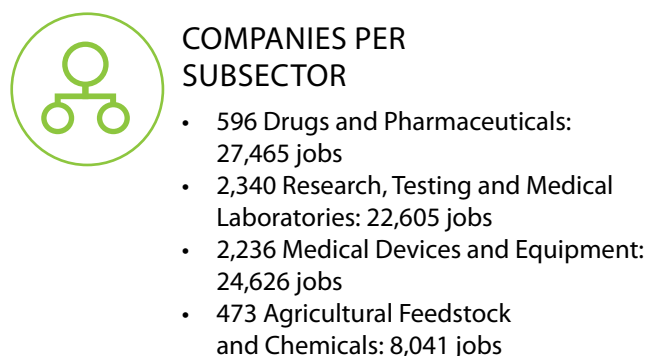 COMPANIES PER
SUBSECTOR
• 596 Drugs and Pharmaceuticals:
27,465 jobs
• 2,340 Research, Testing and Medical
Laboratories: 22,605 jobs
• 2,236 Medical Devices and Equipment:
24,626 jobs
• 473 Agricultural Feedstock
and Chemicals: 8,041 jobs